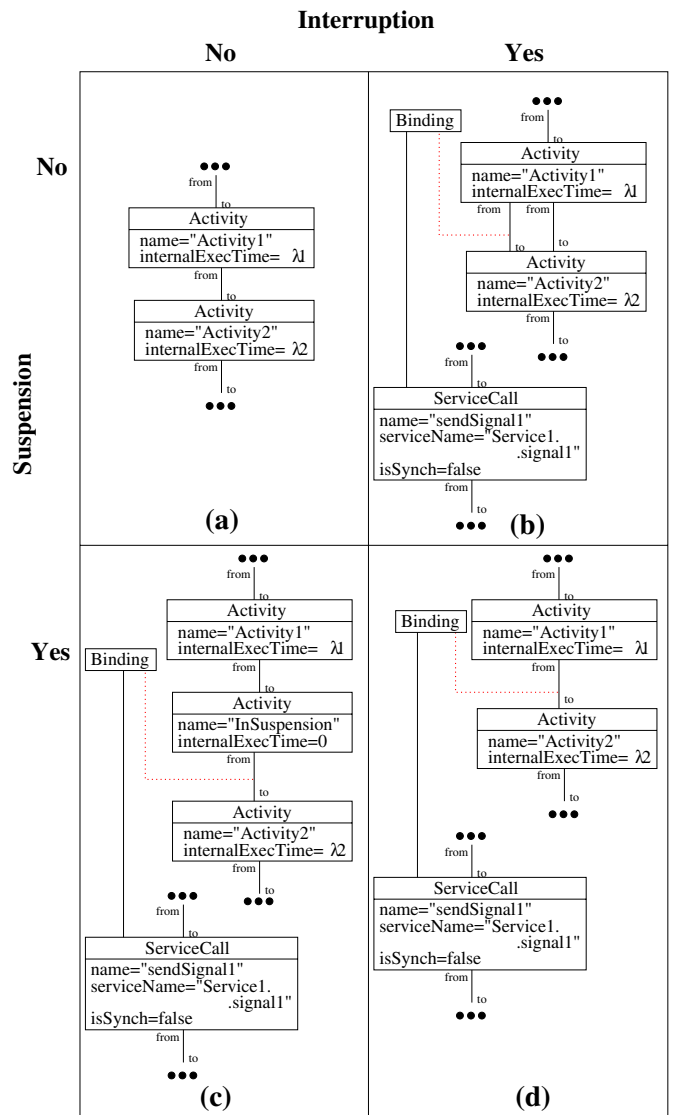 Interruption
No
Yes
Suspension
No
Yes
from
to
Activity
name="Activity1"
internalExecTime= λ1
from
to
Activity
name="Activity2"
internalExecTime= λ2
from
to
(a)
Binding
from
to
Activity
name="Activity1"
internalExecTime= λ1
from
from
to
to
Activity
name="Activity2"
internalExecTime= λ2
from
to
from
to
ServiceCall
name="sendSignal1"
serviceName="Service1.
.signal1"
isSynch=false
from
to
(b)
from
to
Activity
name="Activity1"
internalExecTime= λ1
Binding
from
to
Activity
name="InSuspension"
internalExecTime=0
from
to
Activity
name="Activity2"
internalExecTime= λ2
from
to
from
to
ServiceCall
name="sendSignal1"
serviceName="Service1.
.signal1"
isSynch=false
from
to
(c)
from
to
Activity
name="Activity1"
internalExecTime= λ1
Binding
from
to
Activity
name="Activity2"
internalExecTime= λ2
from
to
from
to
ServiceCall
name="sendSignal1"
serviceName="Service1.
.signal1"
isSynch=false
from
to
(d)